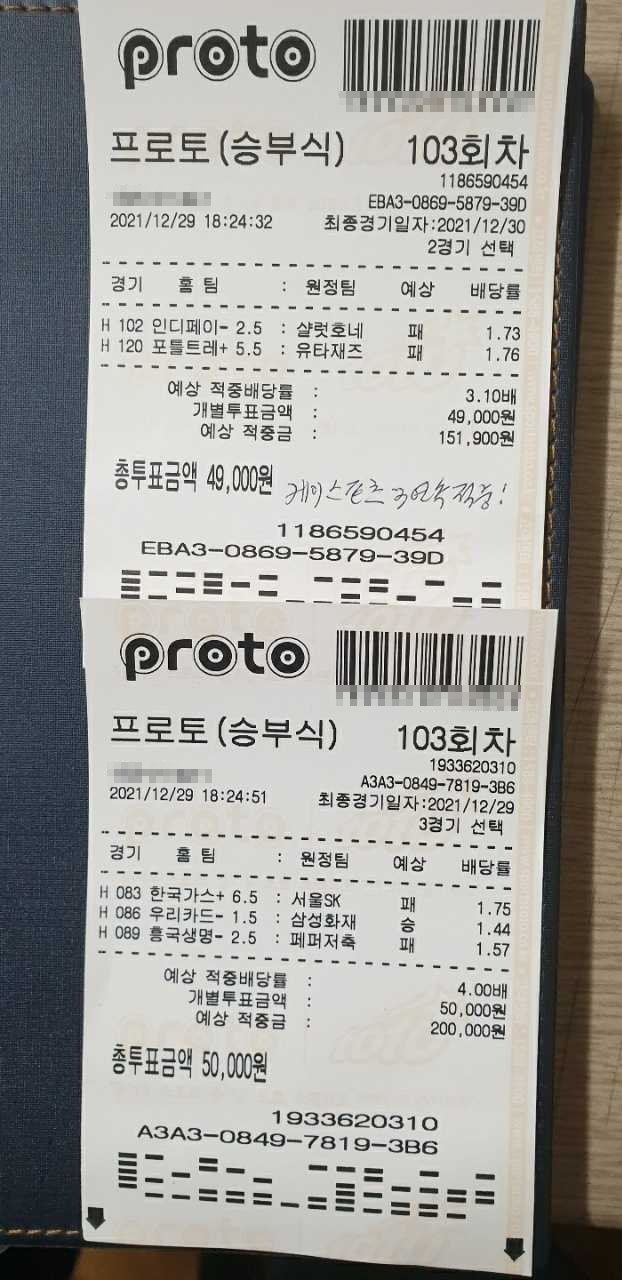 proto
프로토(승부식) 103회차
1186590454
EBA3-0869-5879-39D
2021/12/29 18:24:32 최종경기일자:2021/12/30
2경기 선택
경기 홈 팀 : 원정팀 예상 배당률
H 102 인디페이- 2.5 : 샬럿호네 패 1.73
H 120 포틀트레+ 5.5 : 유타재즈 패 1.76
예상 적중배당률 : 3.10배
개별투표금액 : 49,000원
예상 적중금 : 151,900원
총투표금액 49,000원 케이스포츠 3연속 적중!
1186590454
EBA3-0869-5879-39D
proto
프로토(승부식) 103회차
1933620310
A3A3-0849-7819-3B6
2021/12/29 18:24:51 최종경기일자:2021/12/29
3경기 선택
경기 홈 팀 : 원정팀 예상 배당률
H 083 한국가스+ 6.5 : 서울SK 패 1.75
H 086 우리카드- 1.5 : 삼성화재 승 1.44
H 089 흥국생명- 2.5 : 페퍼저축 패 1.57
예상 적중배당률 : 4.00배
개별투표금액 : 50,000원
예상 적중금 : 200,000원
총투표금액 50,000원
1933620310
A3A3-0849-7819-3B6